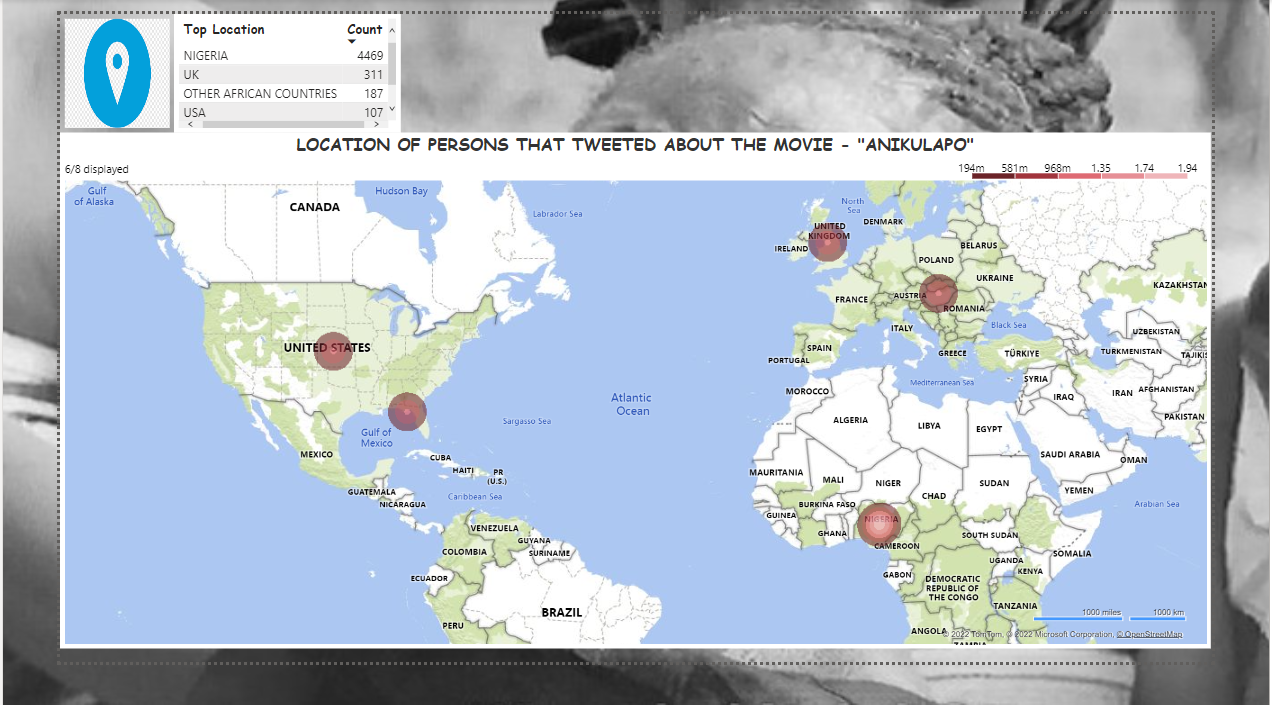 Top Location Count
NIGERIA 4469
UK 311
OTHER AFRICAN COUNTRIES 187
USA 107
LOCATION OF PERSONS THAT TWEETED ABOUT THE MOVIE - "ANIKULAPO"
6/8 displayed
194m 581m 968m 1.35 1.74 1.94
Gulf
of Alaska
Hudson Bay
CANADA
Labrador Sea
North
Sea
DENMARK
UNITED
KINGDOM
IRELAND
BELARUS
POLAND
UKRAINE
KAZAKHSTAN
FRANCE
AUSTRIA
ROMANIA
ITALY
Black Sea
UZBEKISTAN
UNITED STATES
SPAIN
PORTUGAL
GREECE
TÜRKIYE
TURKMENISTAN
TAJIKIS
Mediterranean Sea
SYRIA
MOROCCO
IRAQ
IRAN
AFGHANISTAN
Atlantic
Ocean
PAKISTAN
Sargasso Sea
ALGERIA
LIBYA
EGYPT
Gulf of
Mexico
MEXICO
CUBA
HAITI
PR
(U.S.)
SAUDI ARABIA
OMAN
MAURITANIA
MALI
NIGER
SUDAN
CHAD
YEMEN
GUATEMALA
NICARAGUA
Caribbean Sea
BURKINA FASO
Arabian Sea
GUINEA
NIGERIA
VENEZUELA
GUYANA
SURINAME
GHANA
CAMEROON
SOUTH SUDAN
SOMALIA
COLOMBIA
UGANDA
KENYA
ECUADOR
GABON
DEMOCRATIC
REPUBLIC OF
THE CONGO
BRAZIL
TANZANIA
PERU
1000 miles 1000 km
ANGOLA
© 2022 TomTom, © 2022 Microsoft Corporation, © OpenStreetMap
ZAMBIA